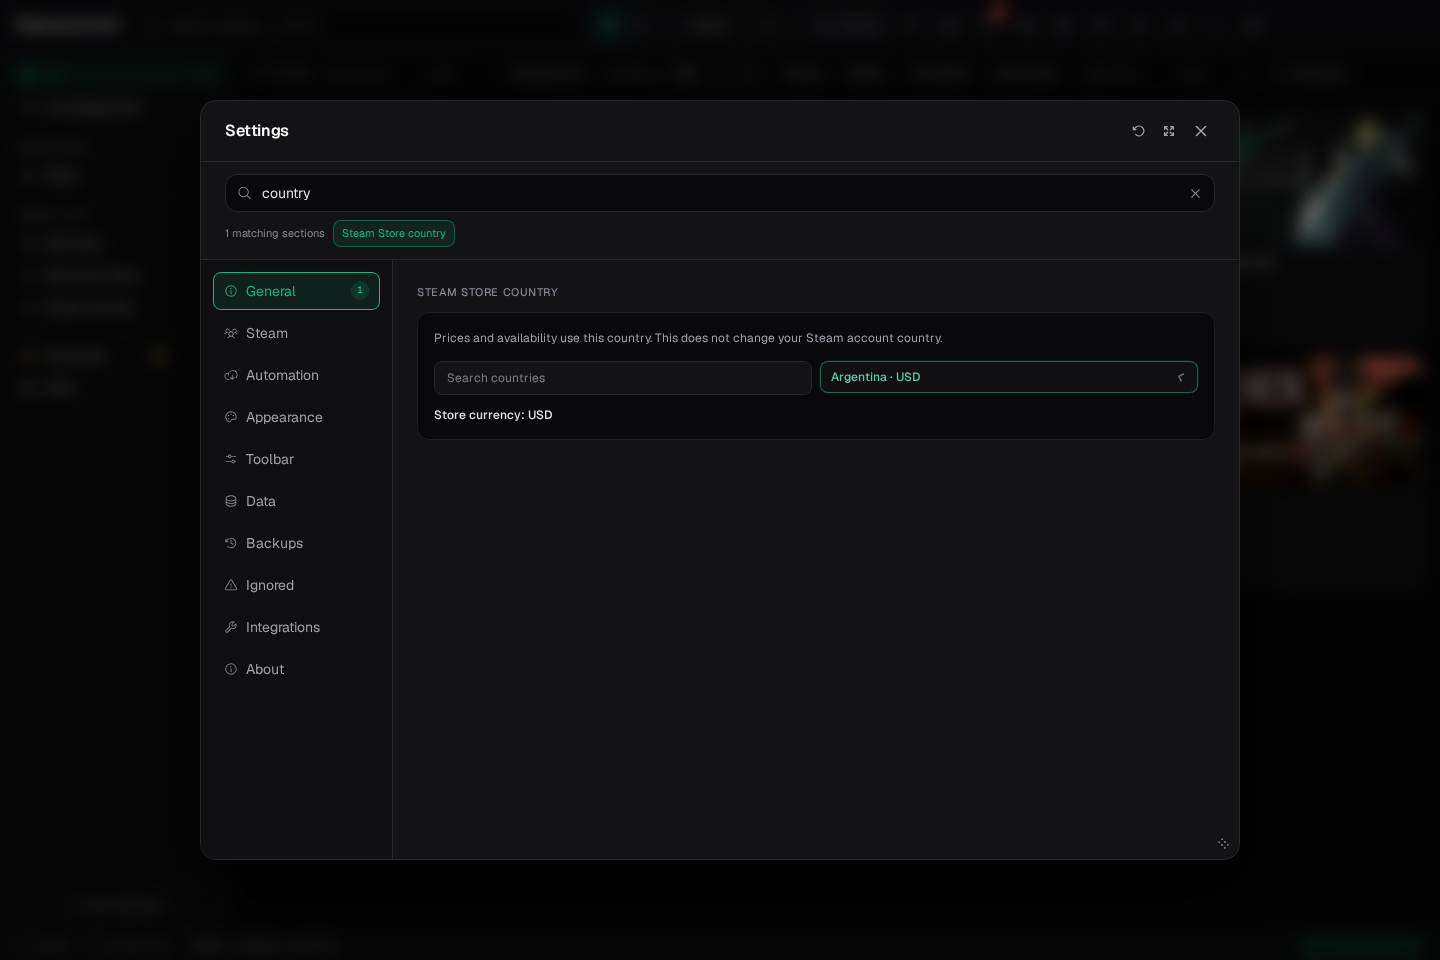 Settings
country
1 matching sections
Steam Store country
General
1
Steam
Automation
Appearance
Toolbar
Data
Backups
Ignored
Integrations
About
STEAM STORE COUNTRY
Prices and availability use this country. This does not change your Steam account country.
Search countries
Argentina · USD
Store currency: USD